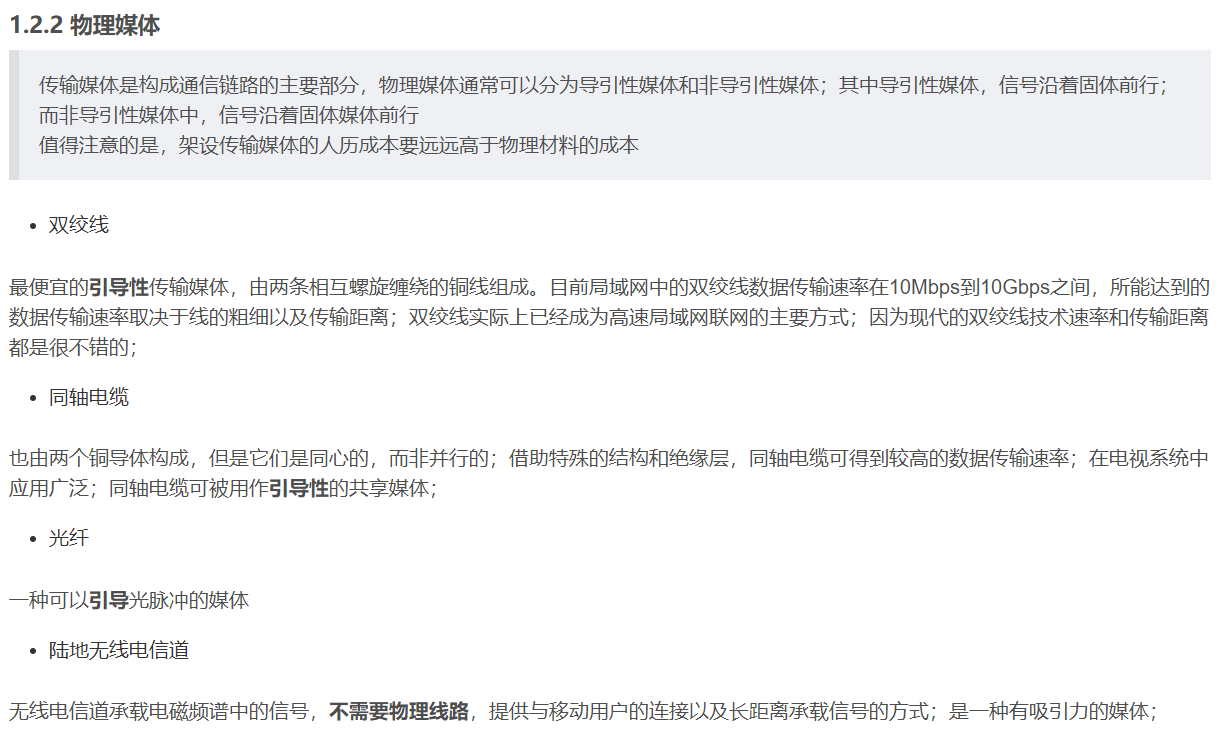 1.2.2 物理媒体
传输媒体是构成通信链路的主要部分，物理媒体通常可以分为导引性媒体和非导引性媒体；其中导引性媒体，信号沿着固体前行；
而非导引性媒体中，信号沿着固体媒体前行
值得注意的是，架设传输媒体的人历成本要远远高于物理材料的成本
• 双绞线
最便宜的引导性传输媒体，由两条相互螺旋缠绕的铜线组成。目前局域网中的双绞线数据传输速率在10Mbps到10Gbps之间，所能达到的
数据传输速率取决于线的粗细以及传输距离；双绞线实际上已经成为高速局域网联网的主要方式；因为现代的双绞线技术速率和传输距离
都是很不错的；
• 同轴电缆
也由两个铜导体构成，但是它们是同心的，而非并行的；借助特殊的结构和绝缘层，同轴电缆可得到较高的数据传输速率；在电视系统中
应用广泛；同轴电缆可被用作引导性的共享媒体；
• 光纤
一种可以引导光脉冲的媒体
• 陆地无线电信道
无线电信道承载电磁频谱中的信号，不需要物理线路，提供与移动用户的连接以及长距离承载信号的方式；是一种有吸引力的媒体；